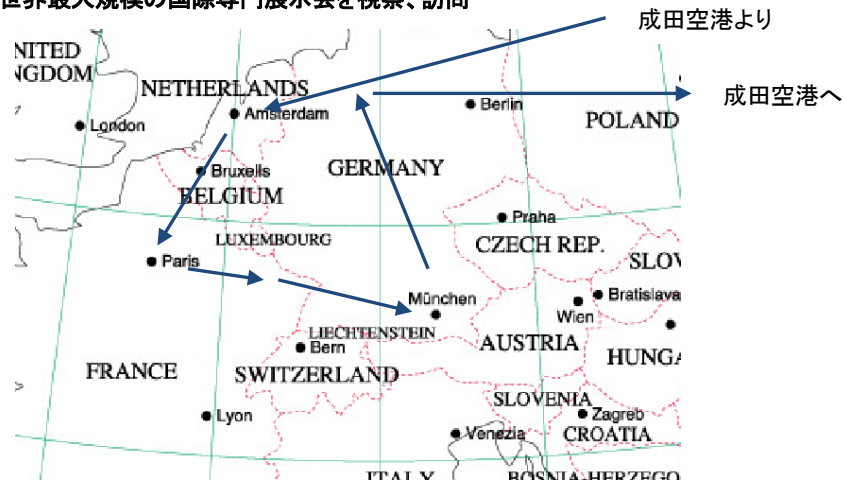 世界最大規模の国際専門展示会を視察、訪問
成田空港より
NITED
NGDOM
NETHERLANDS
Berlin
成田空港へ
Amsterdam
London
POLAND
Bruxells
GERMANY
BELGIUM
Praha
LUXEMBOURG
CZECH REP.
Paris
SLOV
München
Bratislava
Wien
LIECHTENSTEIN
Bern
AUSTRIA
HUNGA
FRANCE
SWITZERLAND
SLOVENIA
Lyon
Zagreb
Venezia
CROATIA
ITALY
BOSNIA-HERZEGO